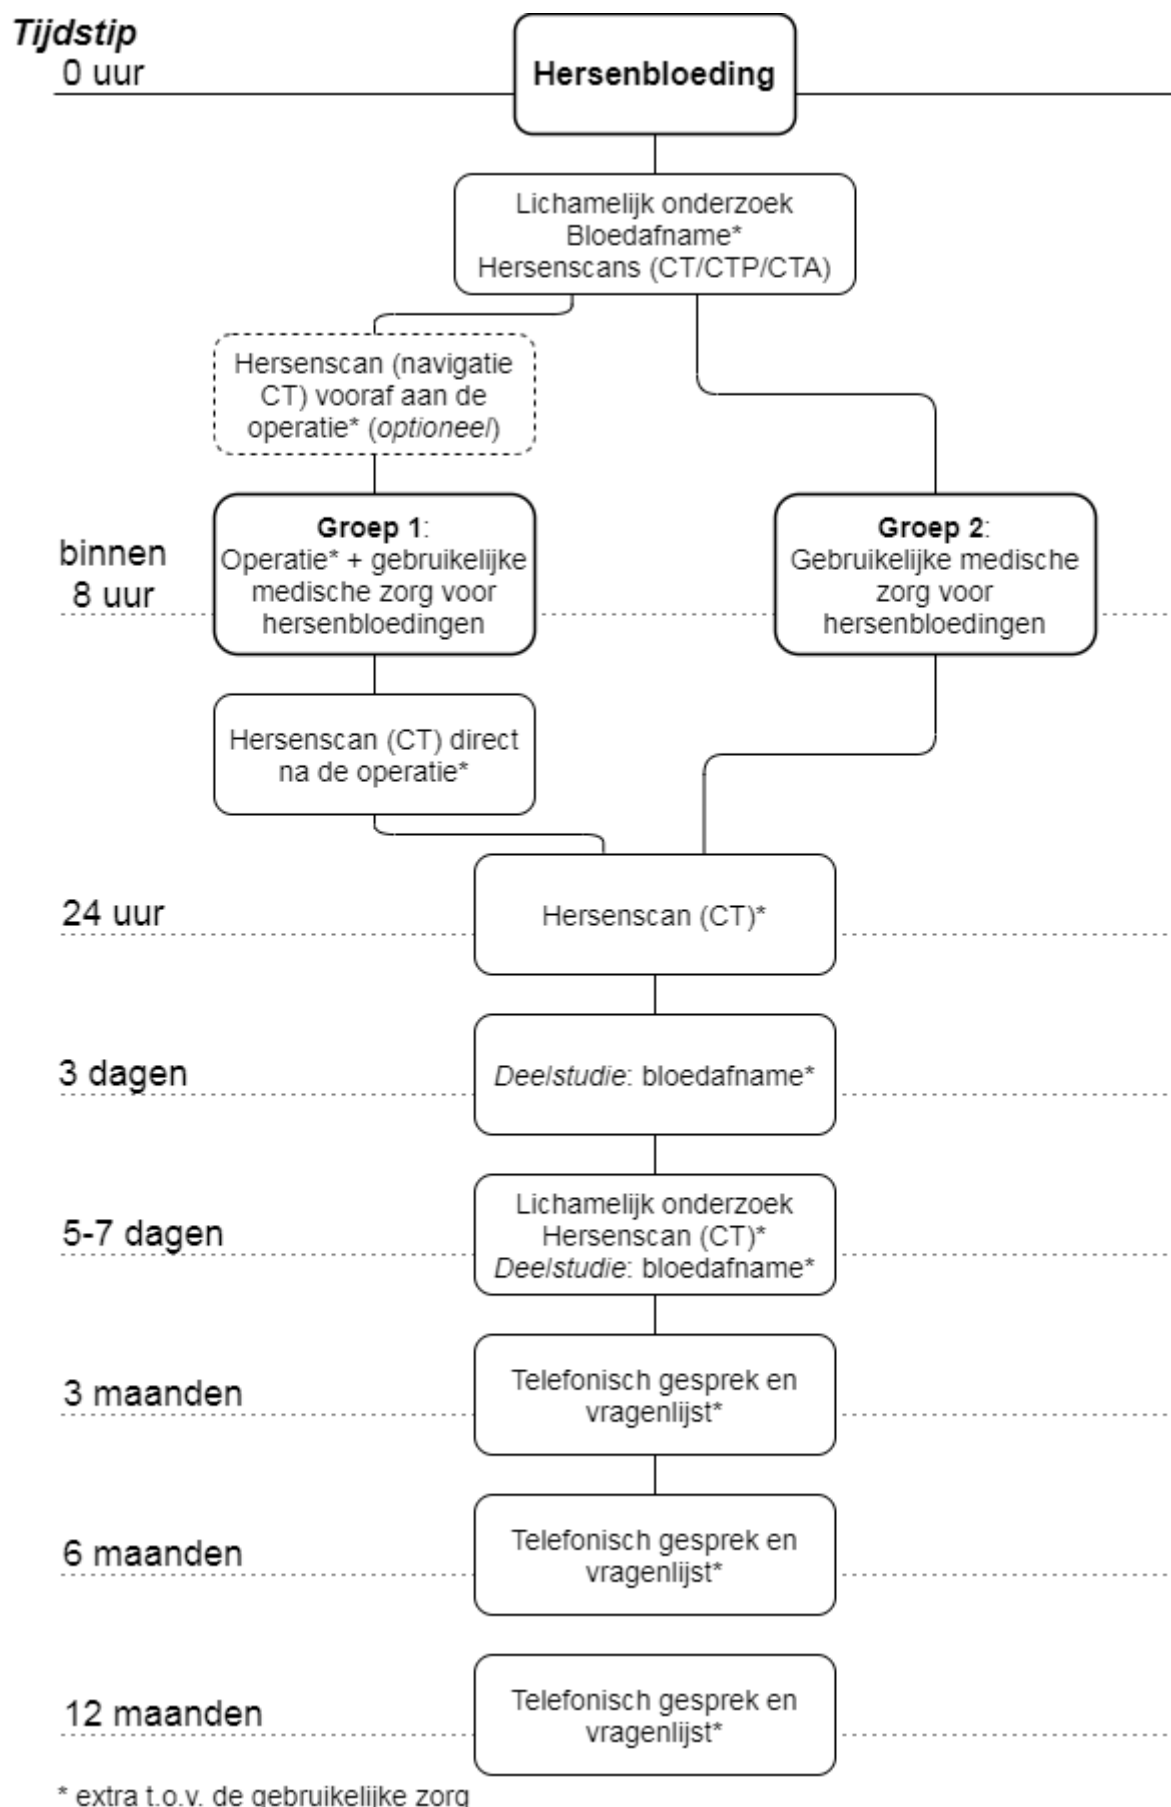 Tijdstip
0 uur
Hersenbloeding
Lichamelijk onderzoek
Bloedafname*
Hersenscans (CT/CTP/CTA)
Hersenscan (navigatie
CT) vooraf aan de
operatie* (optioneel)
binnen
8 uur
Groep 1:
Operatie* + gebruikelijke
medische zorg voor
hersenbloedingen
Groep 2:
Gebruikelijke medische
zorg voor
hersenbloedingen
Hersenscan (CT) direct
na de operatie*
24 uur
Hersenscan (CT)*
3 dagen
Deelstudie: bloedafname*
5-7 dagen
Lichamelijk onderzoek
Hersenscan (CT)*
Deelstudie: bloedafname*
3 maanden
Telefonisch gesprek en
vragenlijst*
6 maanden
Telefonisch gesprek en
vragenlijst*
12 maanden
Telefonisch gesprek en
vragenlijst*
* extra t.o.v. de gebruikelijke zorg